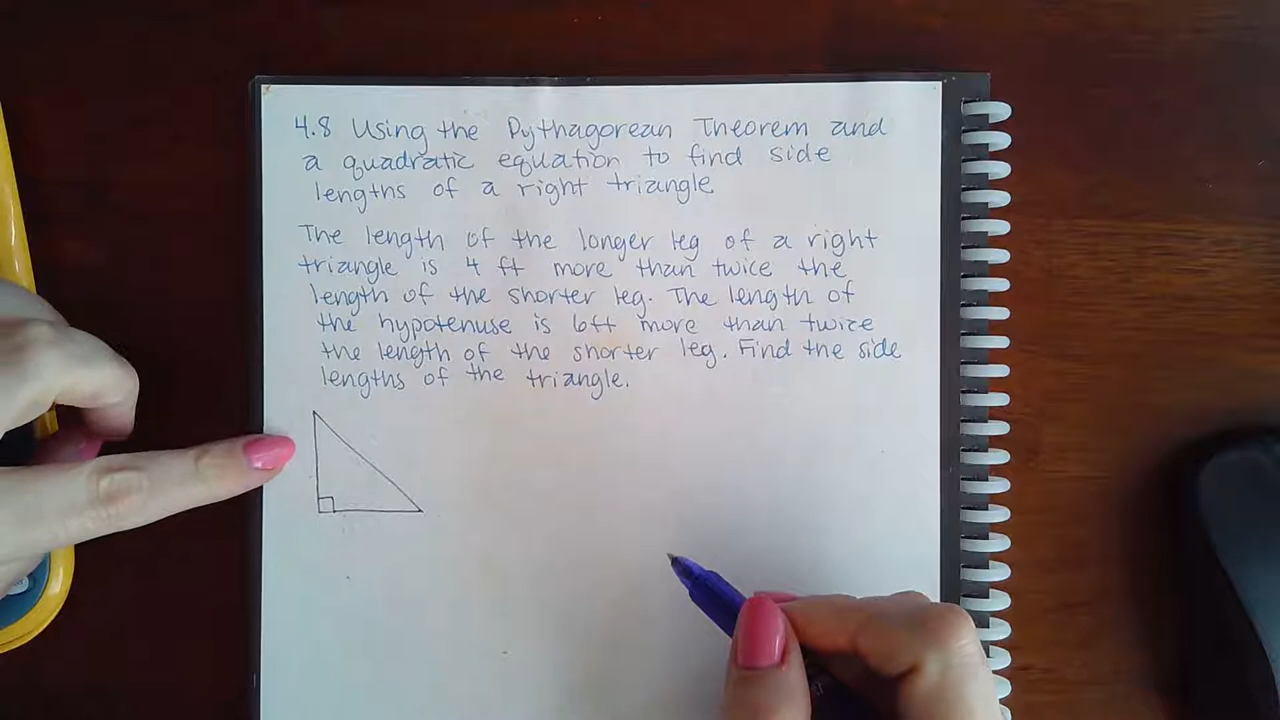 4.8 Using the Pythagorean Theorem and
a quadratic equation to find side
lengths of a right triangle.
The length of the longer leg of a right
triangle is 4 ft more than twice the
length of the shorter leg. The length of
the hypotenuse is 6ft more than twice
the length of the shorter leg. Find the side
lengths of the triangle.